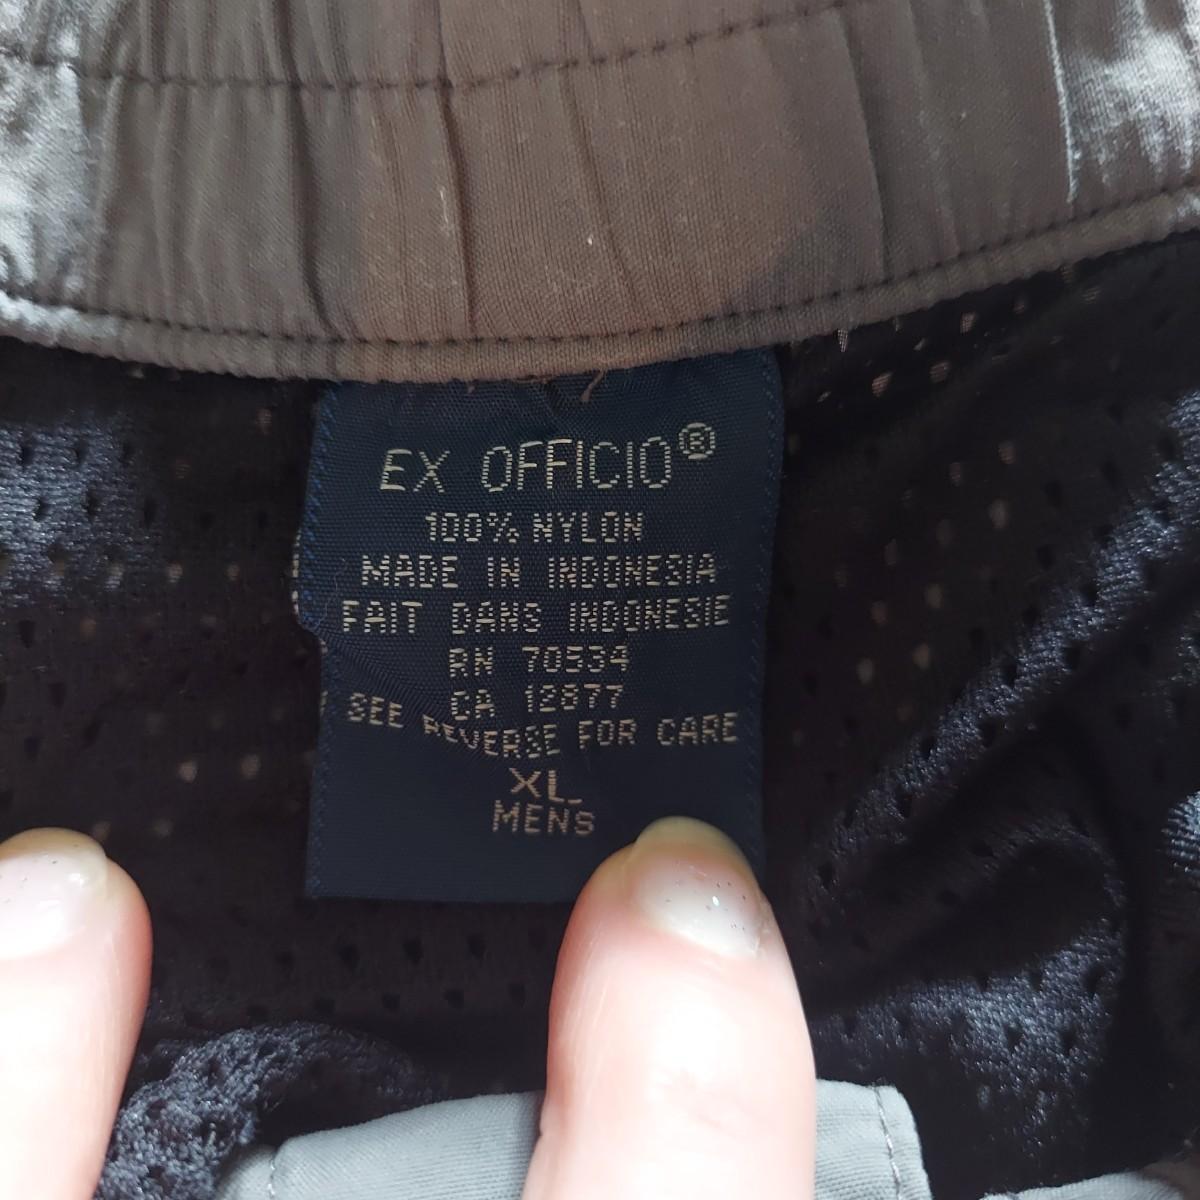 EX OFFICIO®
100% NYLON
MADE IN INDONESIA
FAIT DANS INDONESIE
RN 70534
CA 12877
SEE REVERSE FOR CARE
XL
MENS